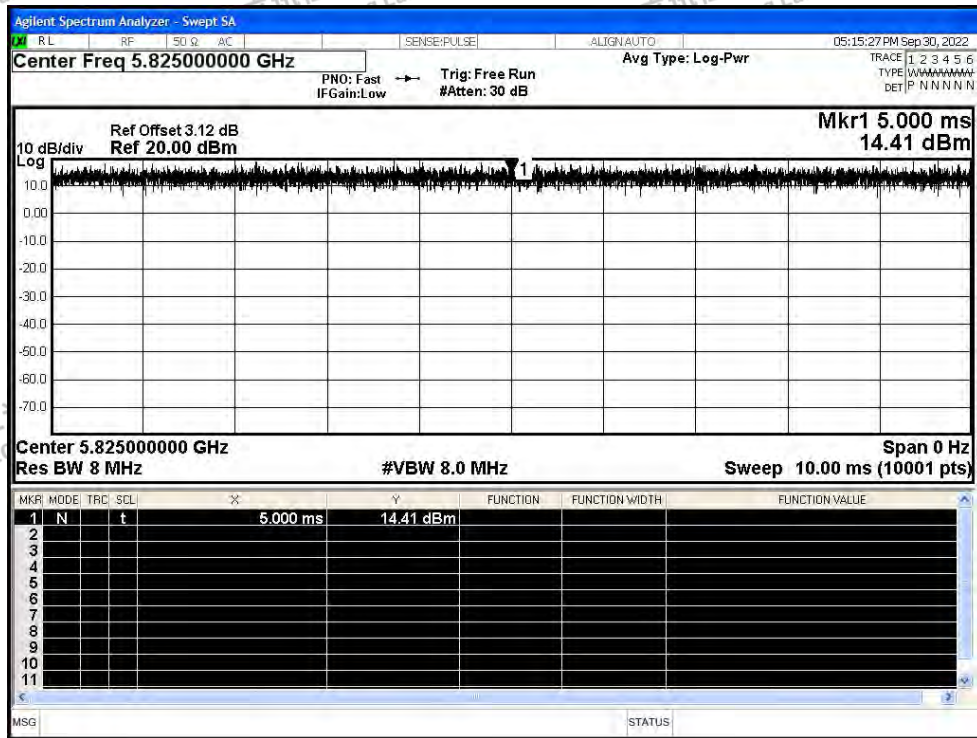 Agilent Spectrum Analyzer - Swept SA
LXI RL RF 50 Ω AC SENSE:PULSE ALIGNAUTO 05:15:27 PM Sep 30, 2022
Center Freq 5.825000000 GHz
PNO: Fast
IFGain:Low
Trig: Free Run
#Atten: 30 dB
Avg Type: Log-Pwr
TRACE 1 2 3 4 5 6
TYPE
DET P N N N N N
Ref Offset 3.12 dB
10 dB/div Ref 20.00 dBm
Log
Mkr1 5.000 ms
14.41 dBm
1
10.0
0.00
-10.0
-20.0
-30.0
-40.0
-50.0
-60.0
-70.0
Center 5.825000000 GHz Span 0 Hz
Res BW 8 MHz #VBW 8.0 MHz Sweep 10.00 ms (10001 pts)
MKR MODE TRC SCL X Y FUNCTION FUNCTION WIDTH FUNCTION VALUE
1 N t 5.000 ms 14.41 dBm
2
3
4
5
6
7
8
9
10
11
MSG STATUS